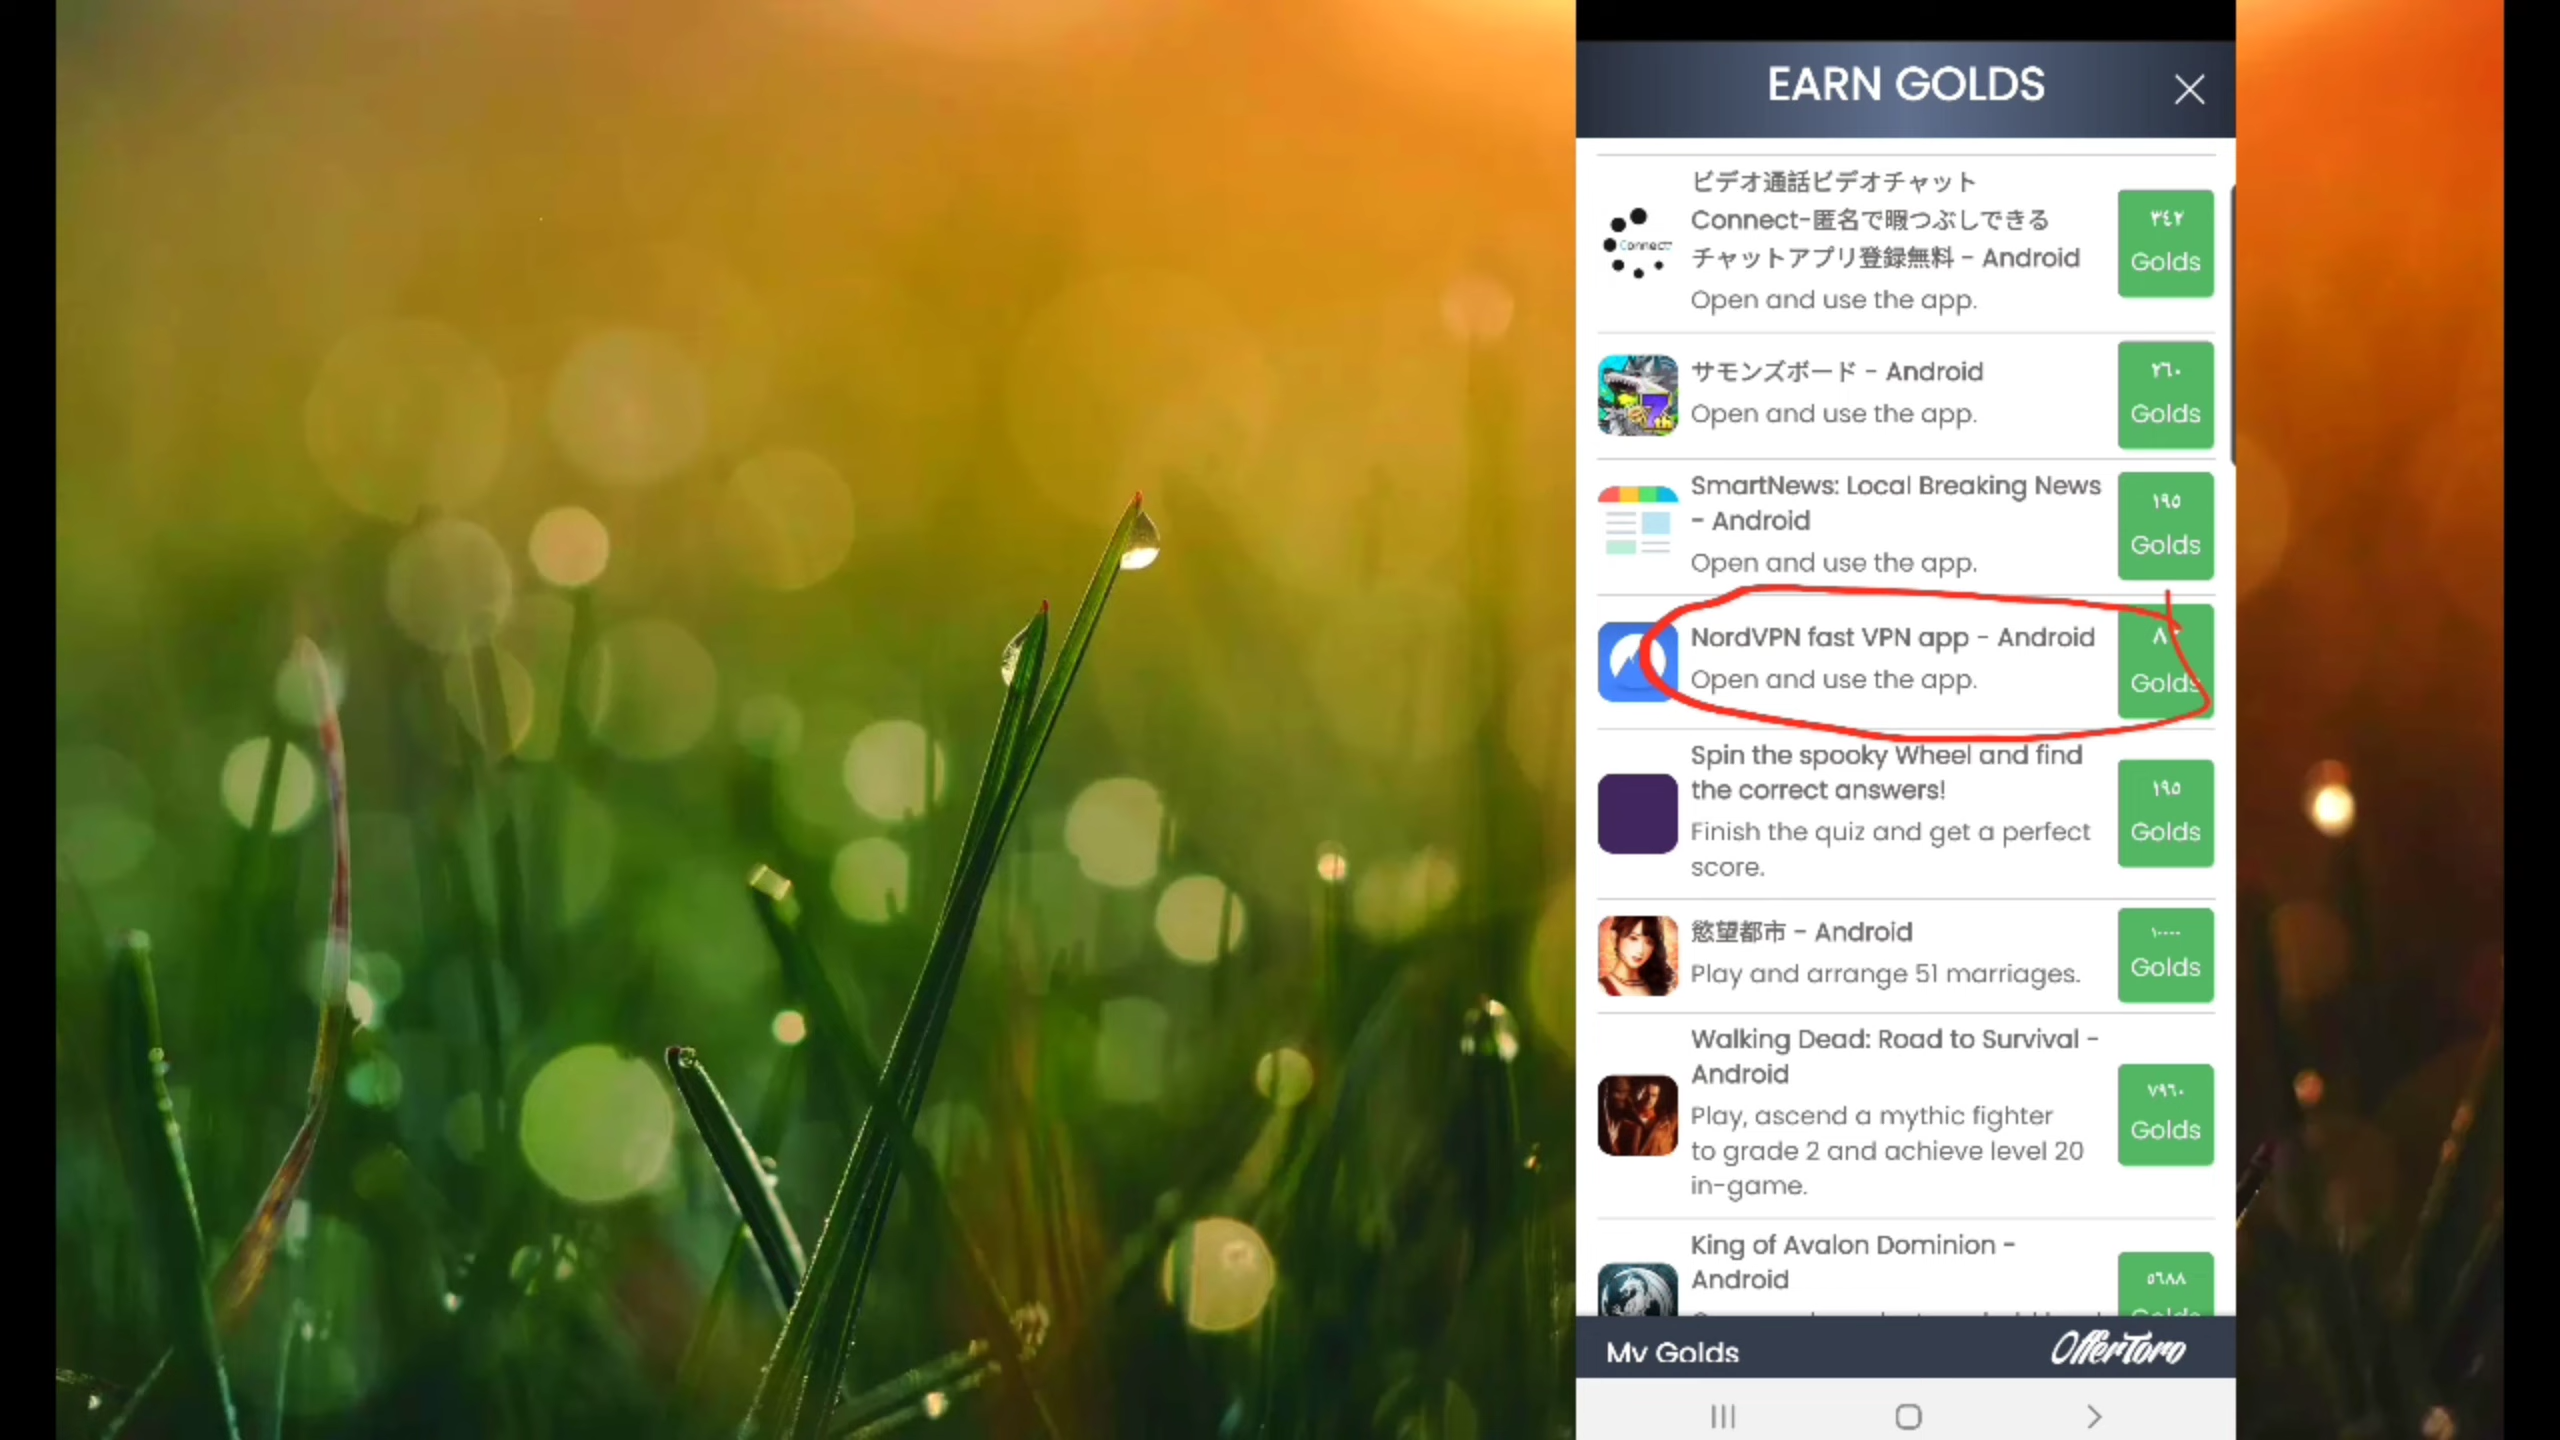 EARN GOLDS
ビデオ通話ビデオチャット
Connect-匿名で暇つぶしできる
チャットアプリ登録無料 - Android
Open and use the app.
Connect
٣٤٢
Golds
サモンズボード - Android
Open and use the app.
7th
٢٦٠
Golds
SmartNews: Local Breaking News
- Android
Open and use the app.
١٩٥
Golds
NordVPN fast VPN app - Android
Open and use the app.
Golds
Spin the spooky Wheel and find
the correct answers!
Finish the quiz and get a perfect
score.
١٩٥
Golds
慾望都市 - Android
Play and arrange 51 marriages.
١٠٠٠٠
Golds
Walking Dead: Road to Survival -
Android
Play, ascend a mythic fighter
to grade 2 and achieve level 20
in-game.
٧٩٦٠
Golds
King of Avalon Dominion -
Android
٥٦٨٨
My Golds
OfferToro